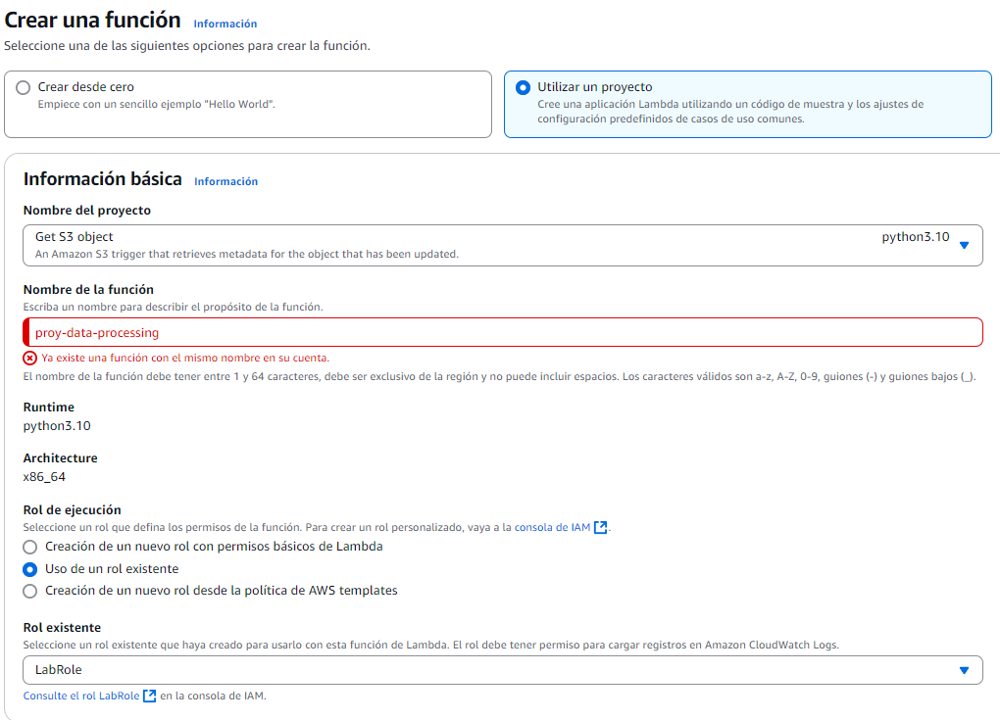 Crear una función Información
Seleccione una de las siguientes opciones para crear la función.
Crear desde cero
Empiece con un sencillo ejemplo "Hello World".
Utilizar un proyecto
Cree una aplicación Lambda utilizando un código de muestra y los ajustes de
configuración predefinidos de casos de uso comunes.
Información básica Información
Nombre del proyecto
Get S3 object python3.10
An Amazon S3 trigger that retrieves metadata for the object that has been updated.
Nombre de la función
Escriba un nombre para describir el propósito de la función.
proy-data-processing
Ya existe una función con el mismo nombre en su cuenta.
El nombre de la función debe tener entre 1 y 64 caracteres, debe ser exclusivo de la región y no puede incluir espacios. Los caracteres válidos son a-z, A-Z, 0-9, guiones (-) y guiones bajos (_).
Runtime
python3.10
Architecture
x86_64
Rol de ejecución
Seleccione un rol que defina los permisos de la función. Para crear un rol personalizado, vaya a la consola de IAM.
Creación de un nuevo rol con permisos básicos de Lambda
Uso de un rol existente
Creación de un nuevo rol desde la política de AWS templates
Rol existente
Seleccione un rol existente que haya creado para usarlo con esta función de Lambda. El rol debe tener permiso para cargar registros en Amazon CloudWatch Logs.
LabRole
Consulte el rol LabRole en la consola de IAM.